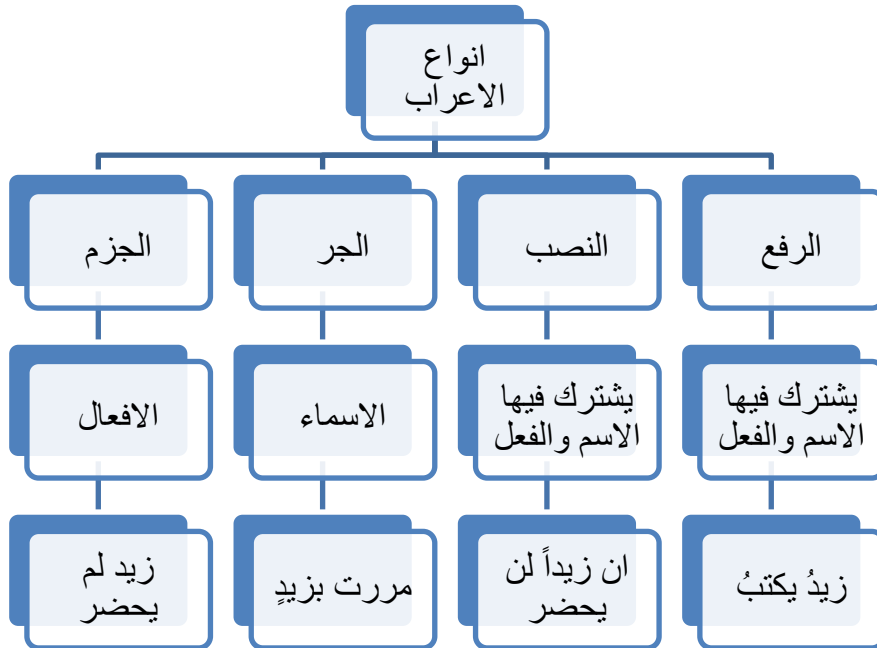 انواع
الاعراب
الرفع
النصب
الجر
الجزم
يشترك فيها
الاسم والفعل
يشترك فيها
الاسم والفعل
الاسماء
الافعال
زيدُ يكتبُ
ان زيداً لن
يحضر
مررت بزيدٍ
زيد لم
يحضر